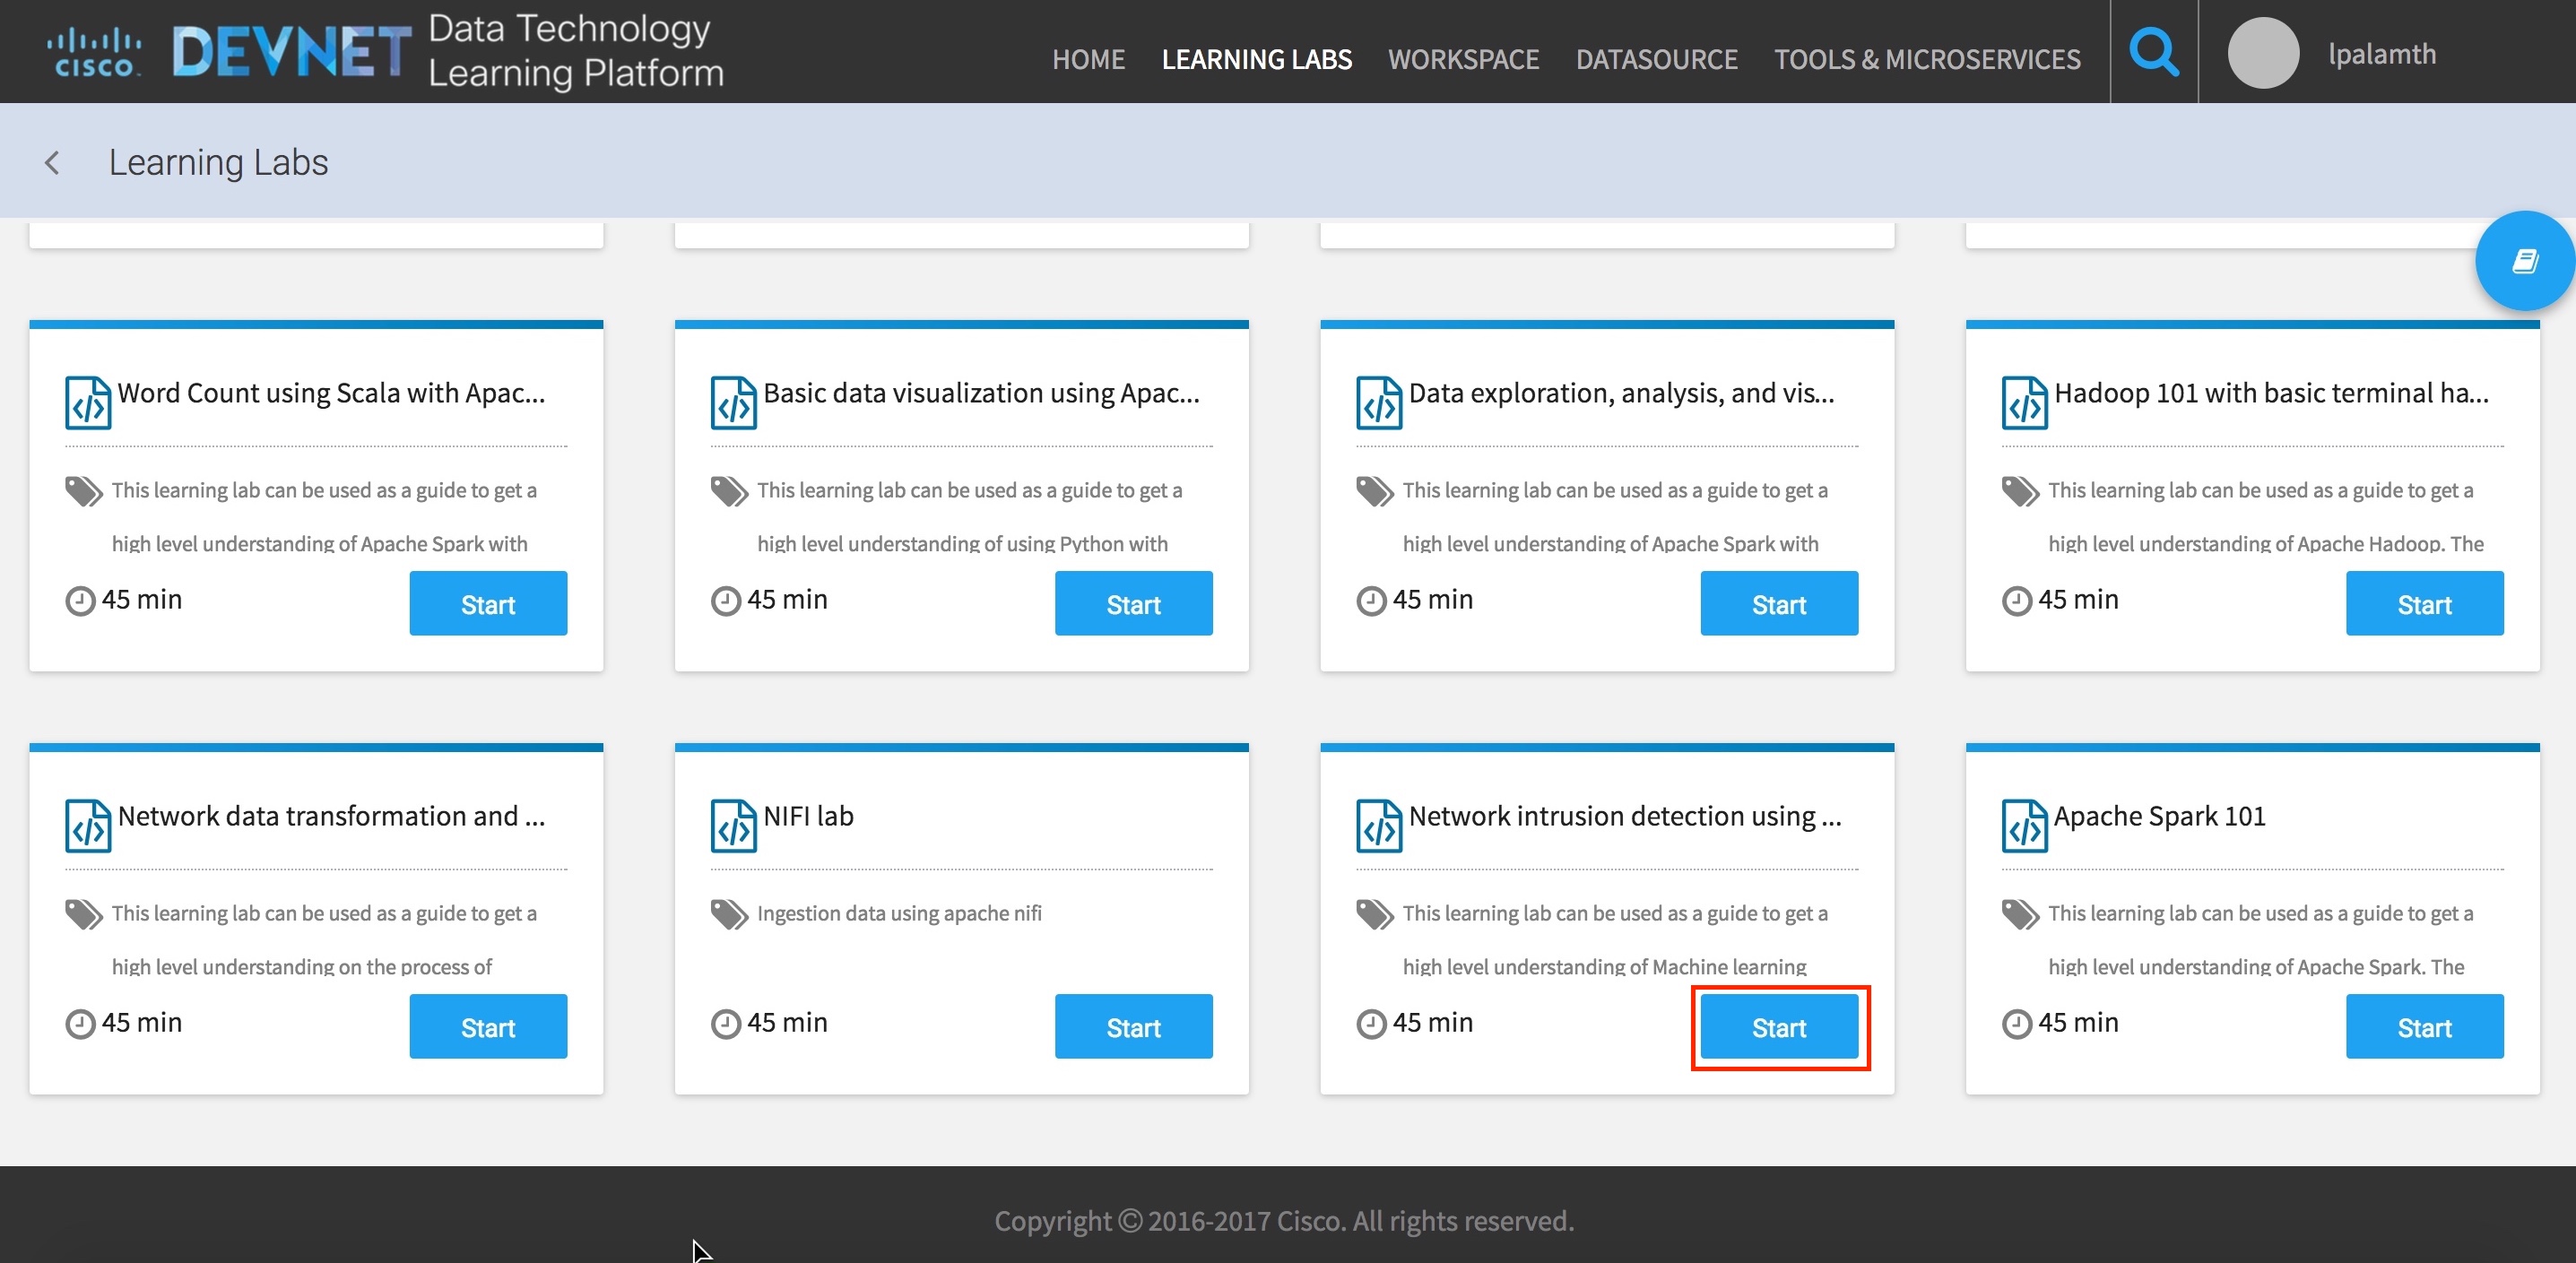 CISCO DEVNET Data Technology
Learning Platform
HOME LEARNING LABS WORKSPACE DATASOURCE TOOLS & MICROSERVICES lpalamth
Learning Labs
Word Count using Scala with Apac...
This learning lab can be used as a guide to get a
high level understanding of Apache Spark with
45 min Start
Basic data visualization using Apac...
This learning lab can be used as a guide to get a
high level understanding of using Python with
45 min Start
Data exploration, analysis, and vis...
This learning lab can be used as a guide to get a
high level understanding of Apache Spark with
45 min Start
Hadoop 101 with basic terminal ha...
This learning lab can be used as a guide to get a
high level understanding of Apache Hadoop. The
45 min Start
Network data transformation and ...
This learning lab can be used as a guide to get a
high level understanding on the process of
45 min Start
NIFI lab
Ingestion data using apache nifi
45 min Start
Network intrusion detection using ...
This learning lab can be used as a guide to get a
high level understanding of Machine learning
45 min Start
Apache Spark 101
This learning lab can be used as a guide to get a
high level understanding of Apache Spark. The
45 min Start
Copyright © 2016-2017 Cisco. All rights reserved.